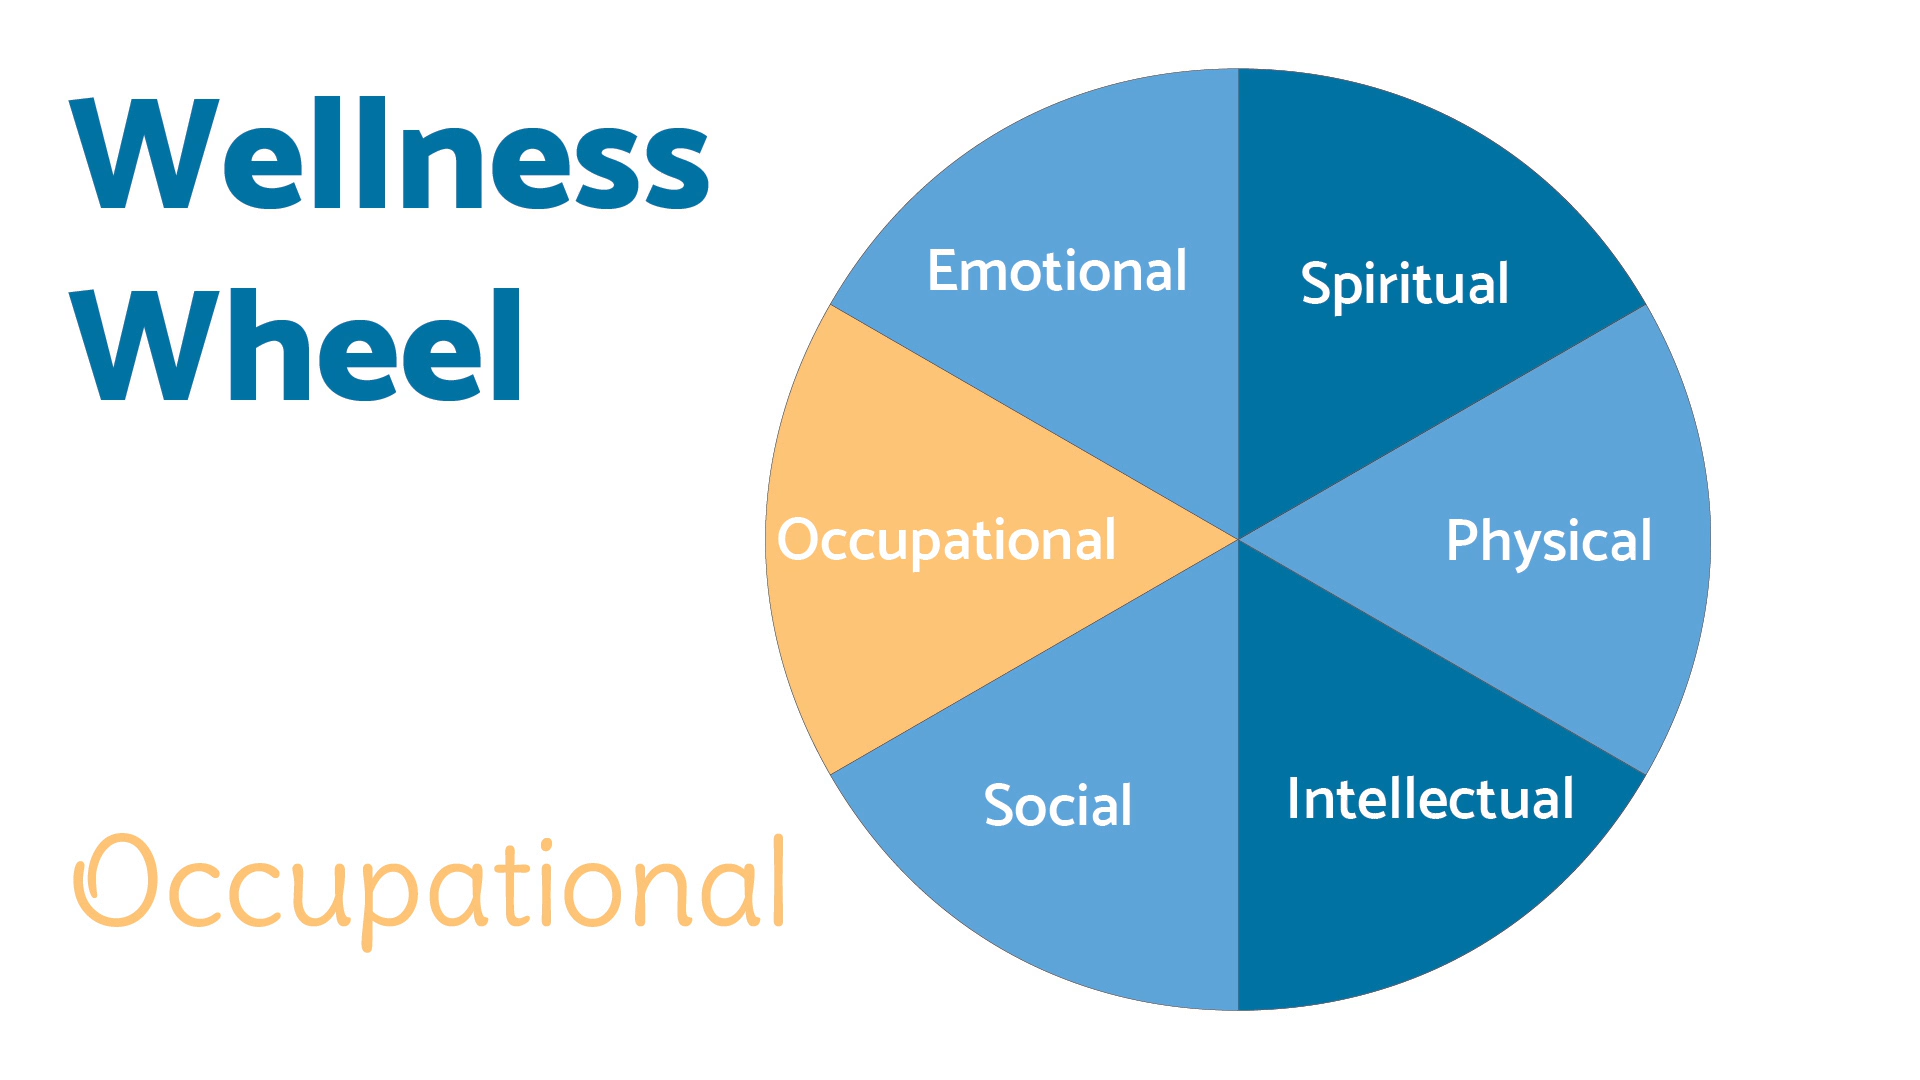 Wellness
Wheel
Emotional
Spiritual
Occupational
Physical
Social
Intellectual
Occupational